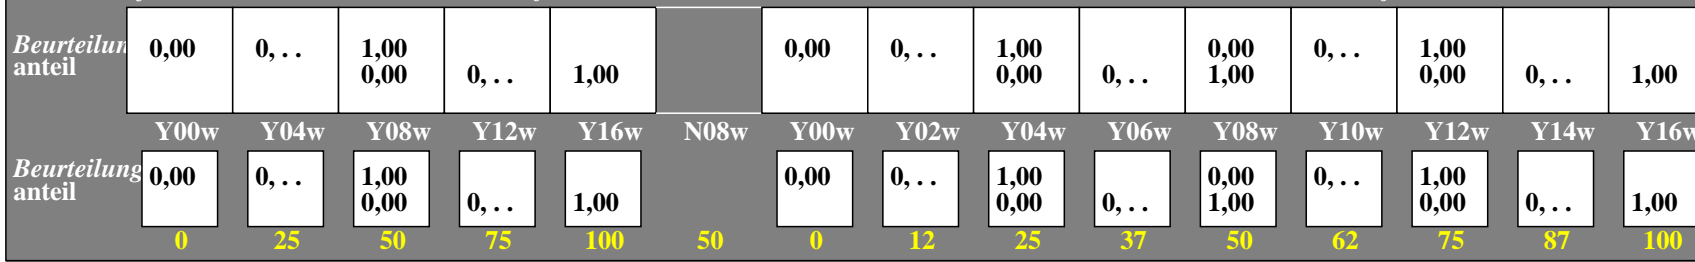 Beurteilun 0,00 0, . . 1,00 0,00 0, . . 0,00 0, . . 1,00
anteil 0,00 0, . . 1,00 0,00 0, . . 1,00 0,00 0, . . 1,00
Y00w Y04w Y08w Y12w Y16w N08w Y00w Y02w Y04w Y06w Y08w Y10w Y12w Y14w Y16w
Beurteilung 0,00 0, . . 1,00 0,00 0, . . 1,00 0,00 0, . . 1,00
anteil 0,00 0, . . 1,00 0,00 0, . . 1,00 0,00 0, . . 1,00
0 25 50 75 100 50 0 12 25 37 50 62 75 87 100